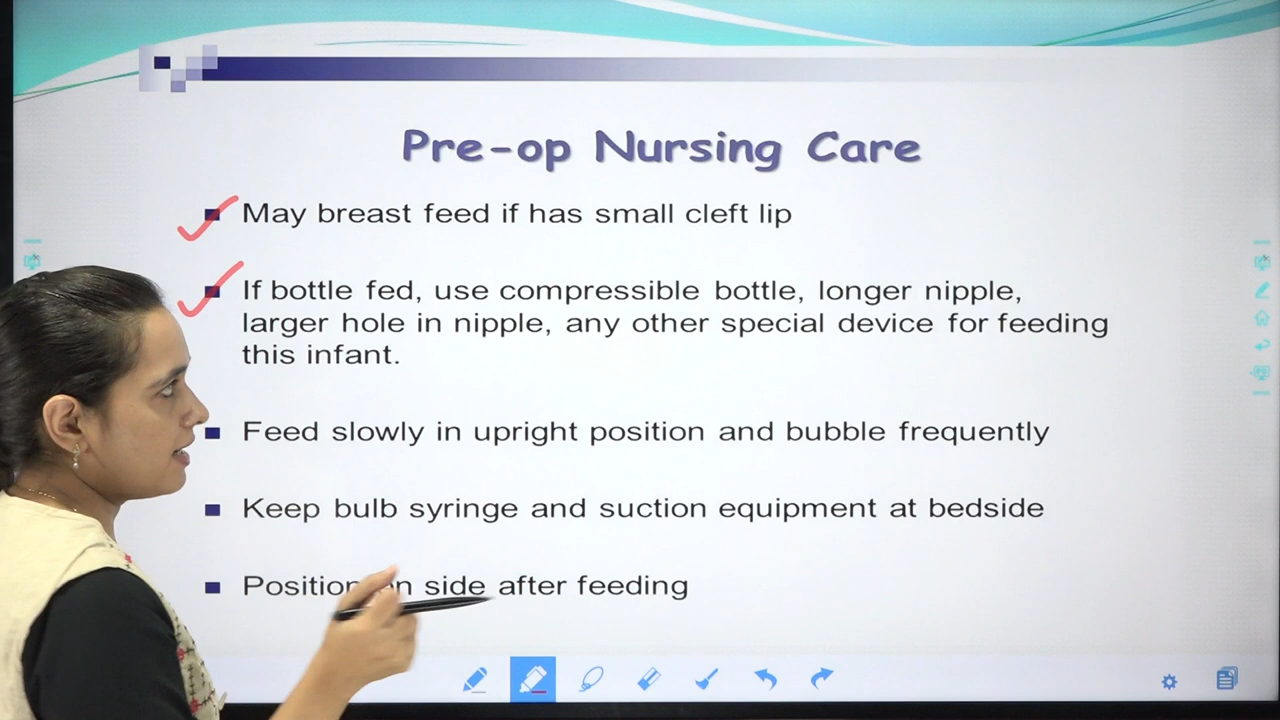 Pre-op Nursing Care
May breast feed if has small cleft lip
If bottle fed, use compressible bottle, longer nipple,
larger hole in nipple, any other special device for feeding
this infant.
Feed slowly in upright position and bubble frequently
Keep bulb syringe and suction equipment at bedside
Position on side after feeding